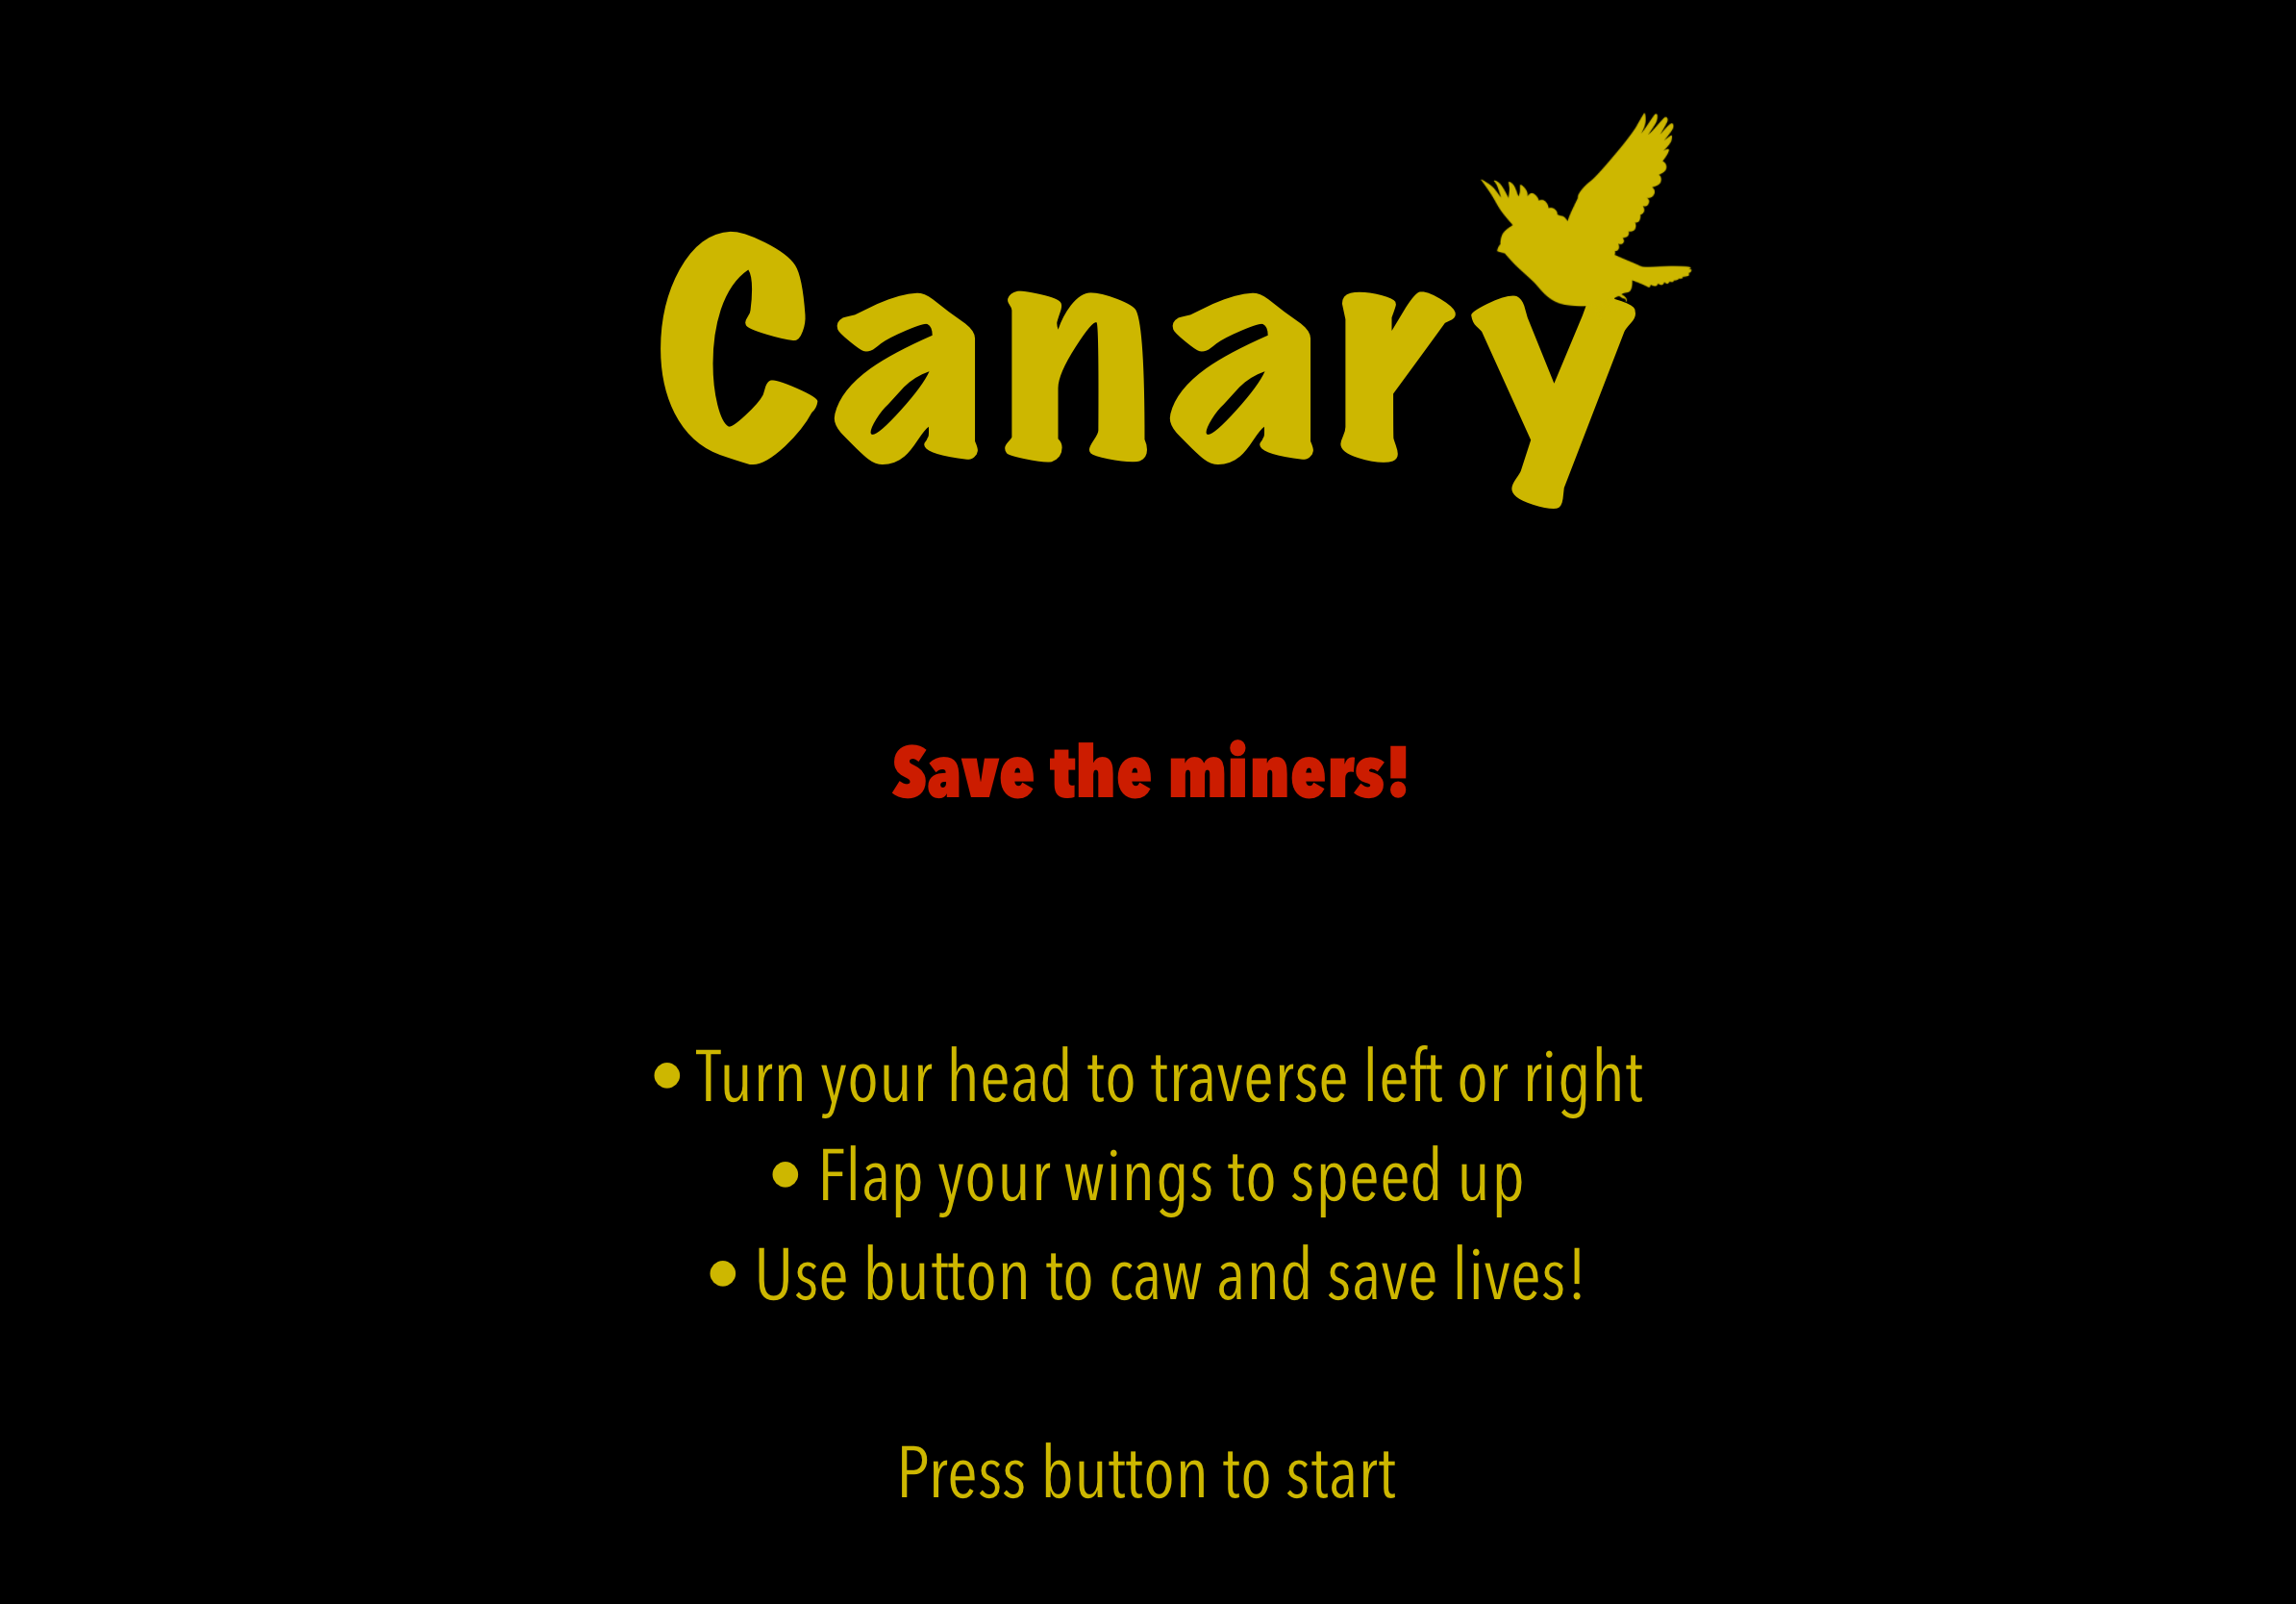 Canary
Save the miners!
• Turn your head to traverse left or right
• Flap your wings to speed up
• Use button to caw and save lives!
Press button to start